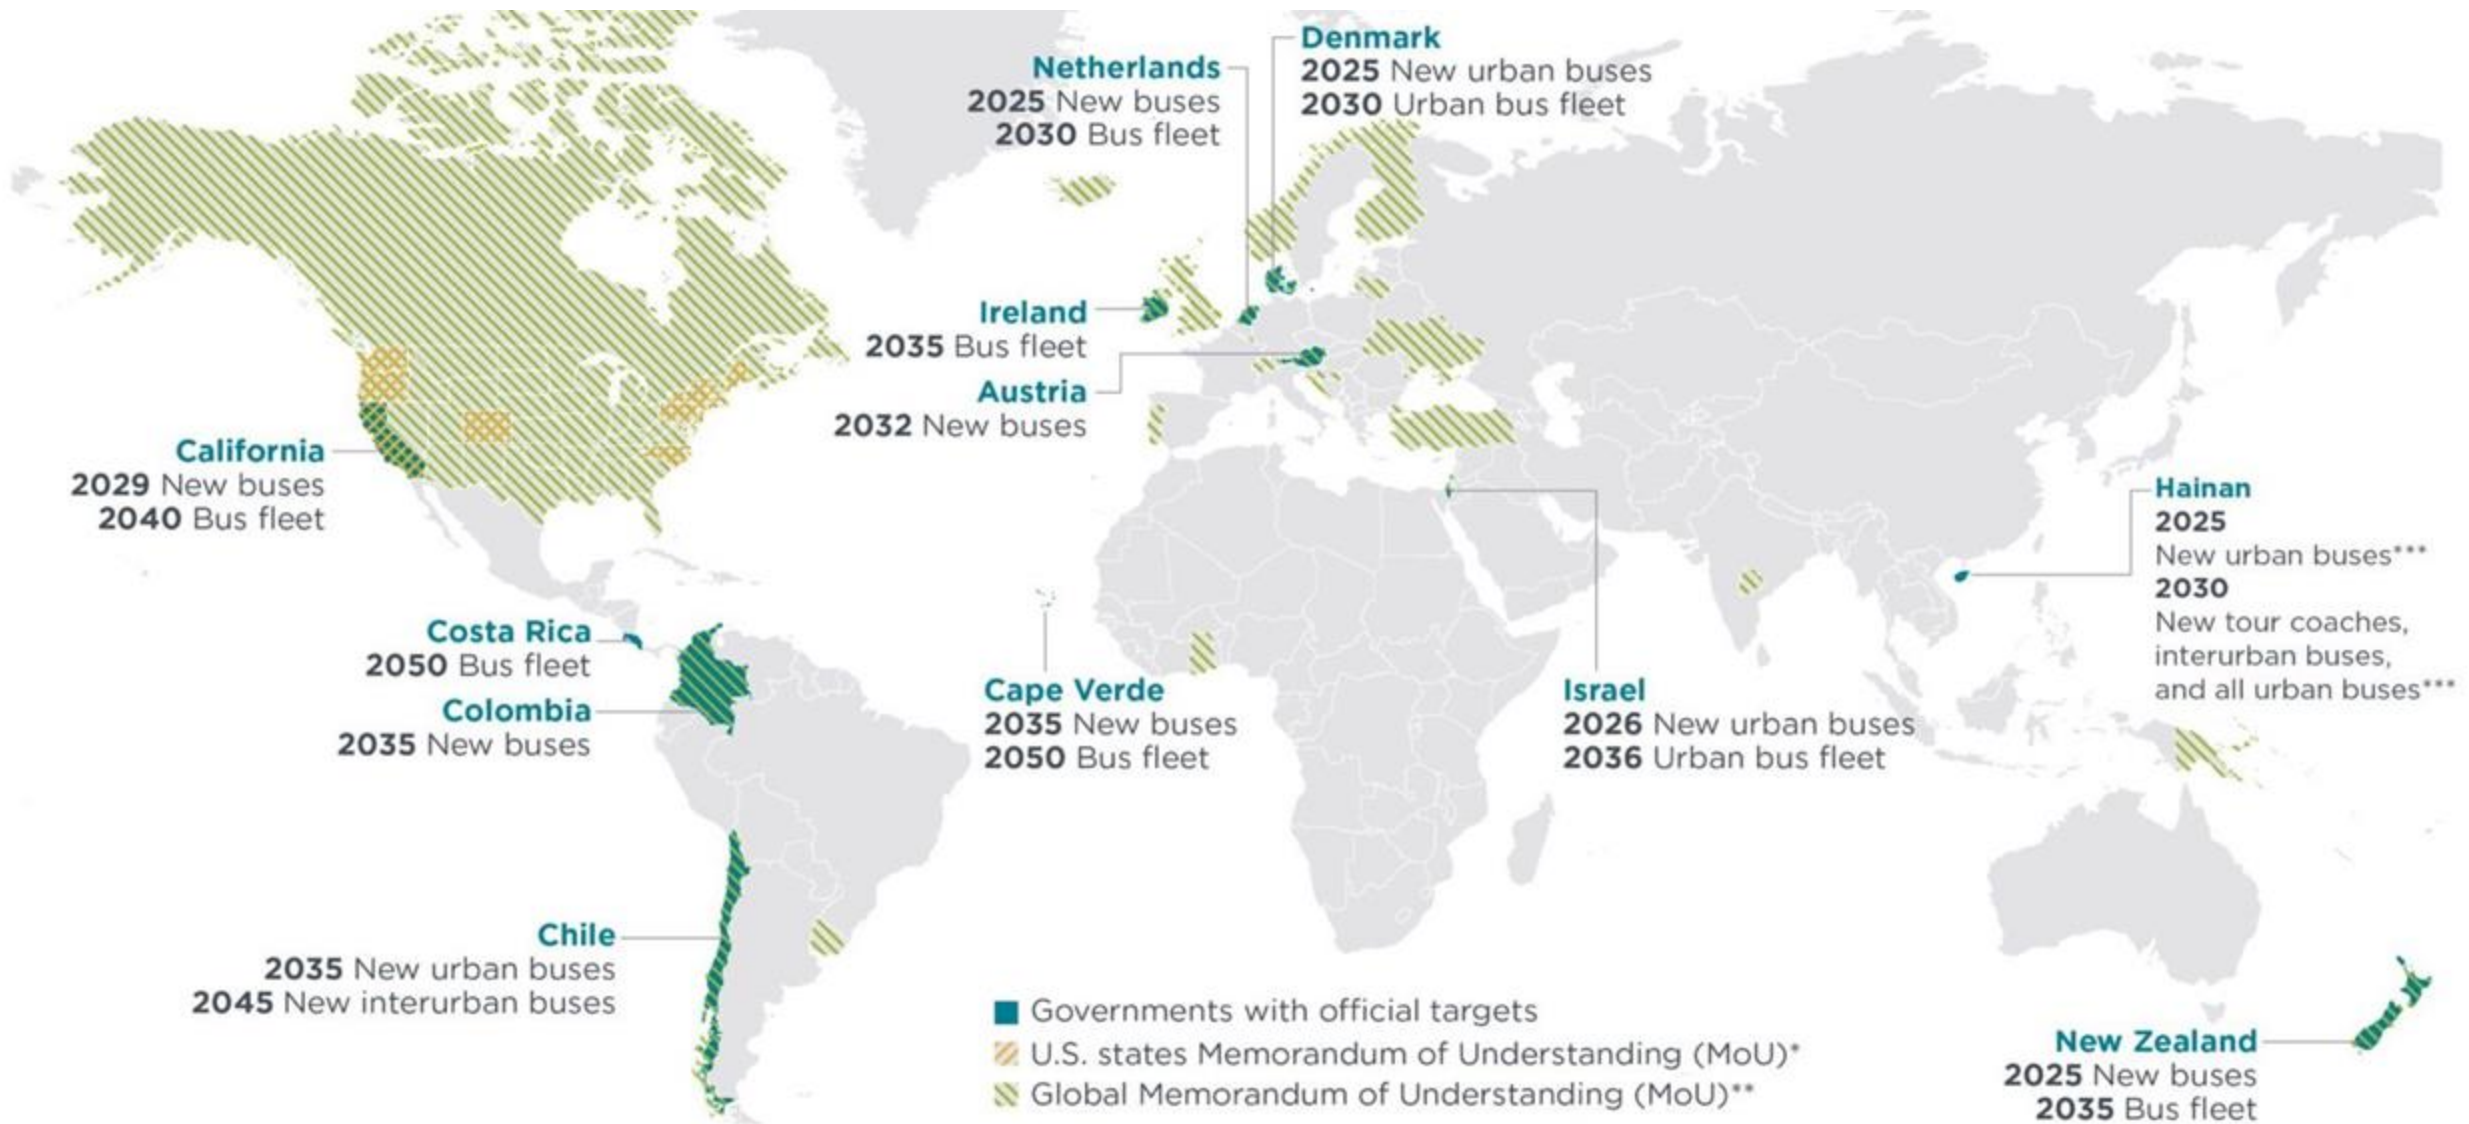 Denmark
2025 New urban buses
2030 Urban bus fleet
Netherlands
2025 New buses
2030 Bus fleet
Ireland
2035 Bus fleet
Austria
2032 New buses
California
2029 New buses
2040 Bus fleet
Hainan
2025
New urban buses***
2030
New tour coaches,
interurban buses,
and all urban buses***
Costa Rica
2050 Bus fleet
Colombia
2035 New buses
Cape Verde
2035 New buses
2050 Bus fleet
Israel
2026 New urban buses
2036 Urban bus fleet
Chile
2035 New urban buses
2045 New interurban buses
Governments with official targets
U.S. states Memorandum of Understanding (MoU)*
Global Memorandum of Understanding (MoU)**
New Zealand
2025 New buses
2035 Bus fleet